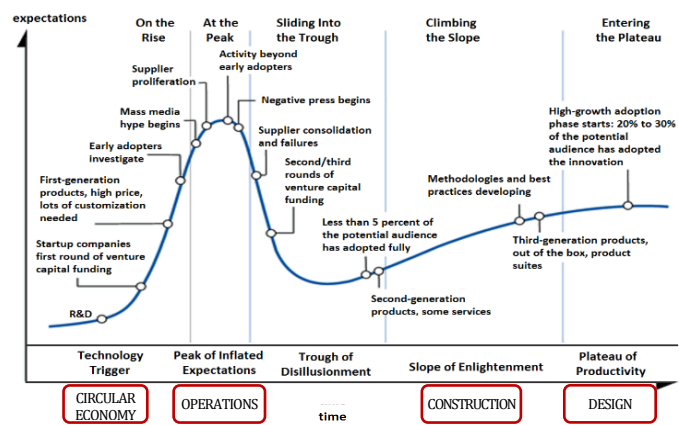 expectations
On the
Rise
At the
Peak
Sliding Into
the Trough
Climbing
the Slope
Entering
the Plateau
Activity beyond
early adopters
Supplier
proliferation
Negative press begins
Mass media
hype begins
Supplier consolidation
and failures
Early adopters
investigate
Second/third
rounds of
venture capital
funding
First-generation
products, high price,
lots of customization
needed
Startup companies
first round of venture
capital funding
R&D
Less than 5 percent of
the potential audience
has adopted fully
Second-generation
products, some services
Methodologies and best
practices developing
Third-generation products,
out of the box, product
suites
High-growth adoption
phase starts: 20% to 30%
of the potential
audience has adopted
the innovation
Technology
Trigger
Peak of Inflated
Expectations
Trough of
Disillusionment
Slope of Enlightenment
Plateau of
Productivity
CIRCULAR
ECONOMY
OPERATIONS
time
CONSTRUCTION
DESIGN